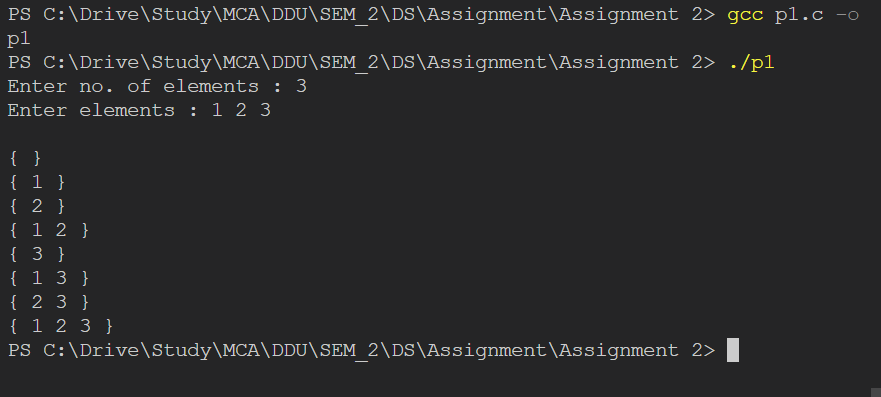 PS C:\Drive\Study\MCA\DDU\SEM_2\DS\Assignment\Assignment 2> gcc p1.c -o
p1
PS C:\Drive\Study\MCA\DDU\SEM_2\DS\Assignment\Assignment 2> ./p1
Enter no. of elements : 3
Enter elements : 1 2 3
{ }
{ 1 }
{ 2 }
{ 1 2 }
{ 3 }
{ 1 3 }
{ 2 3 }
{ 1 2 3 }
PS C:\Drive\Study\MCA\DDU\SEM_2\DS\Assignment\Assignment 2>